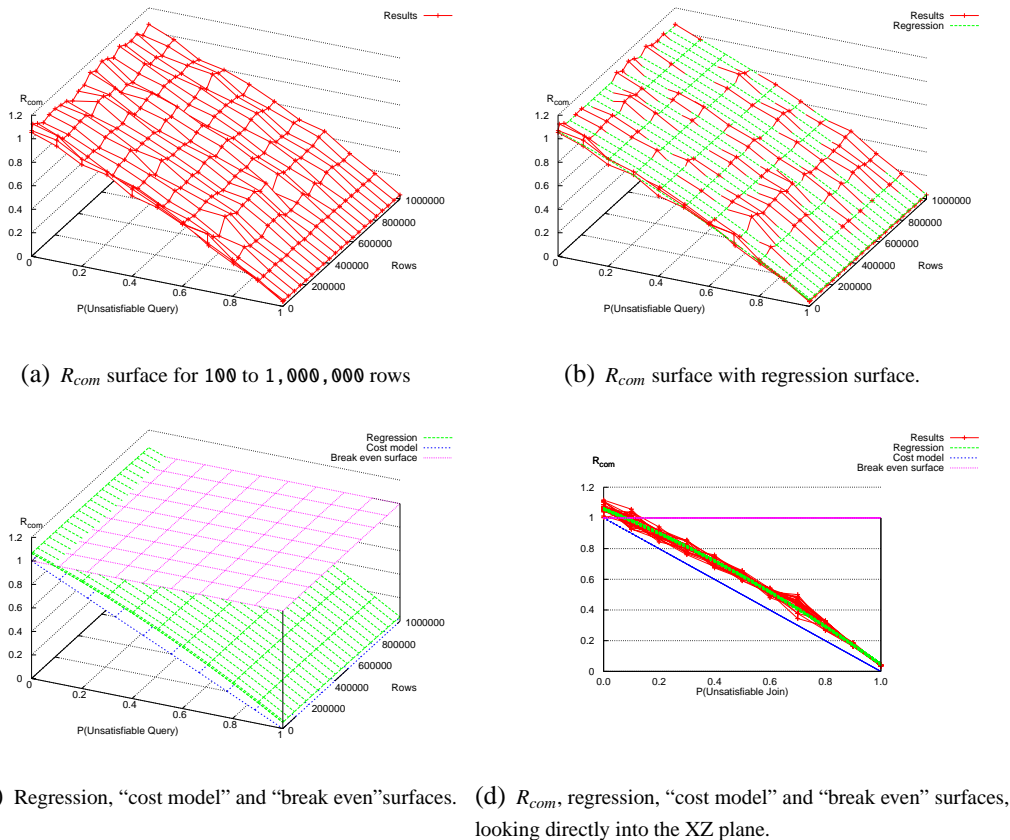 Results
R_com
1.2
1
0.8
0.6
0.4
0.2
0
0
0.2
0.4
0.6
0.8
1
P(Unsatisfiable Query)
0
200000
400000
600000
800000
1000000
Rows
(a) R_com surface for 100 to 1,000,000 rows
Results
Regression
R_com
1.2
1
0.8
0.6
0.4
0.2
0
0
0.2
0.4
0.6
0.8
1
P(Unsatisfiable Query)
0
200000
400000
600000
800000
1000000
Rows
(b) R_com surface with regression surface.
Regression
Cost model
Break even surface
R_com
1.2
1
0.8
0.6
0.4
0.2
0
0
0.2
0.4
0.6
0.8
1
P(Unsatisfiable Query)
0
200000
400000
600000
800000
1000000
Rows
) Regression, “cost model” and “break even”surfaces.
Results
Regression
Cost model
Break even surface
R_com
1.2
1
0.8
0.6
0.4
0.2
0
0.0
0.2
0.4
0.6
0.8
1.0
P(Unsatisfiable Join)
(d) R_com, regression, “cost model” and “break even” surfaces,
looking directly into the XZ plane.